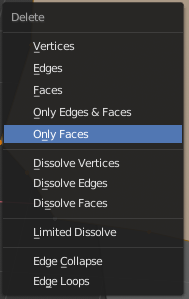 Delete
Vertices
Edges
Faces
Only Edges & Faces
Only Faces
Dissolve Vertices
Dissolve Edges
Dissolve Faces
Limited Dissolve
Edge Collapse
Edge Loops